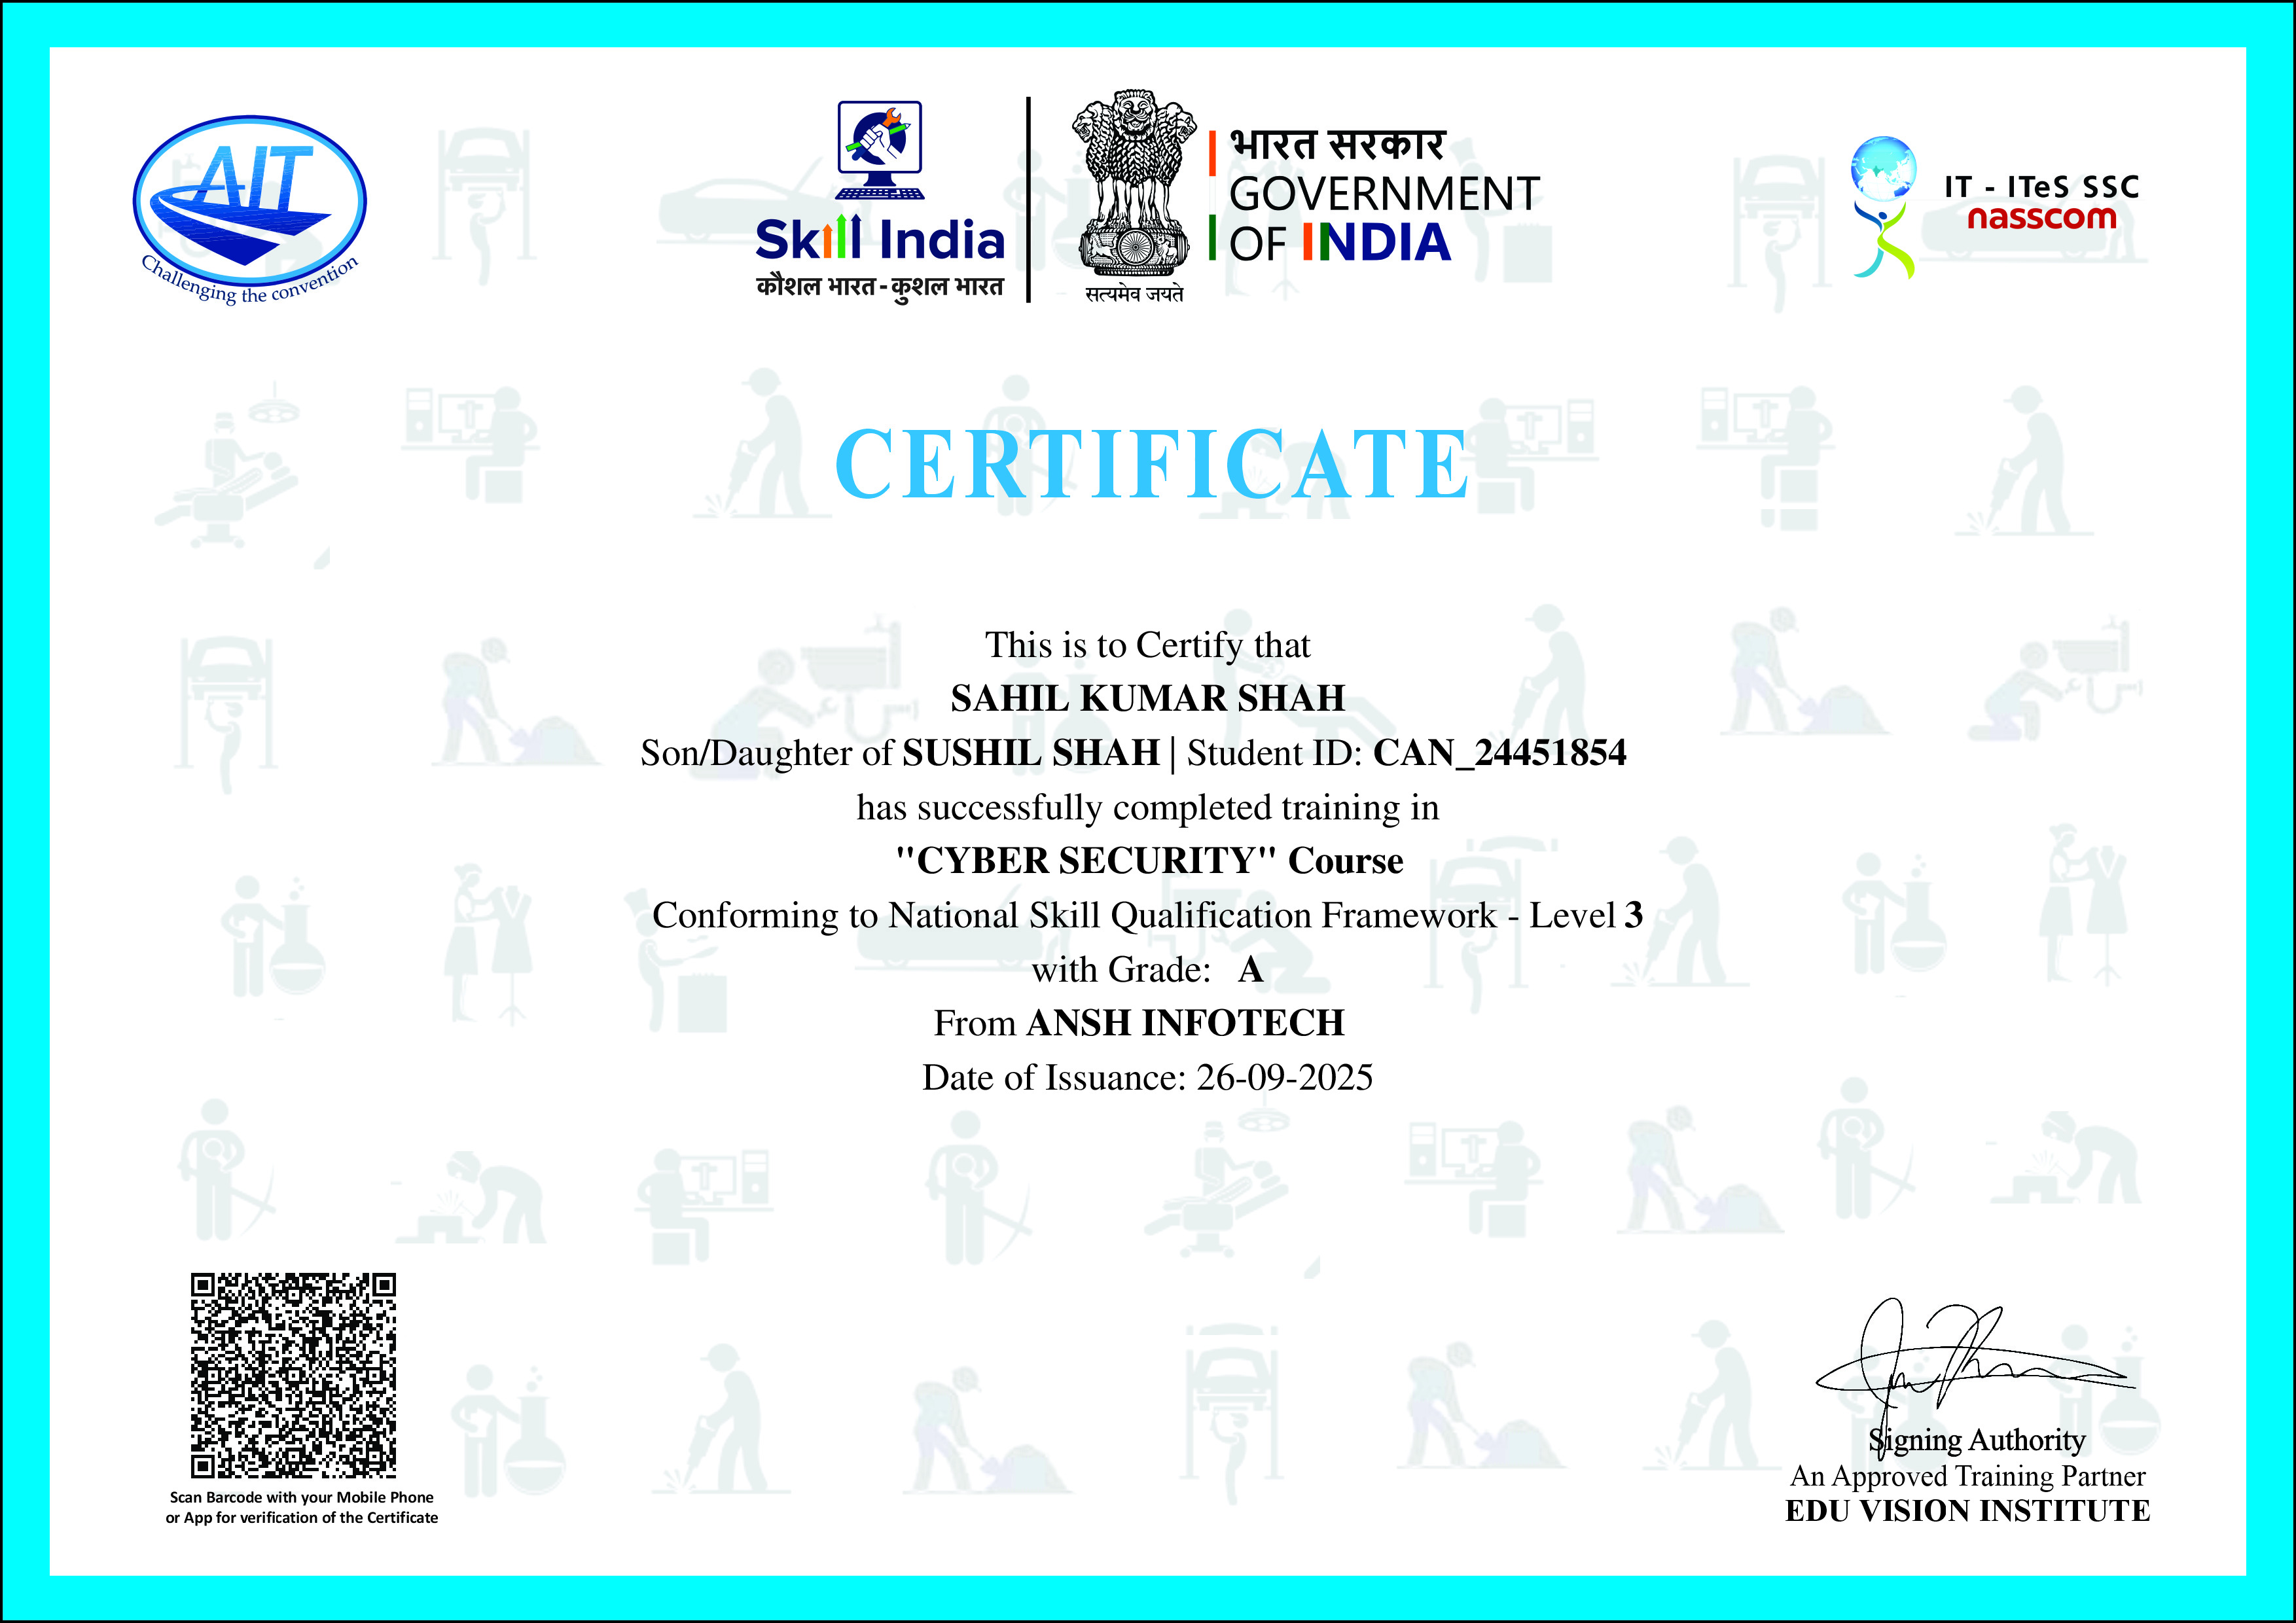 AIT
Challenging the convention
Skill India
कौशल भारत - कुशल भारत
सत्यमेव जयते
भारत सरकार
GOVERNMENT
OF INDIA
IT - ITeS SSC
nasscom
CERTIFICATE
This is to Certify that
SAHIL KUMAR SHAH
Son/Daughter of SUSHIL SHAH | Student ID: CAN_24451854
has successfully completed training in
"CYBER SECURITY" Course
Conforming to National Skill Qualification Framework - Level 3
with Grade: A
From ANSH INFOTECH
Date of Issuance: 26-09-2025
Scan Barcode with your Mobile Phone
or App for verification of the Certificate
Signing Authority
An Approved Training Partner
EDU VISION INSTITUTE